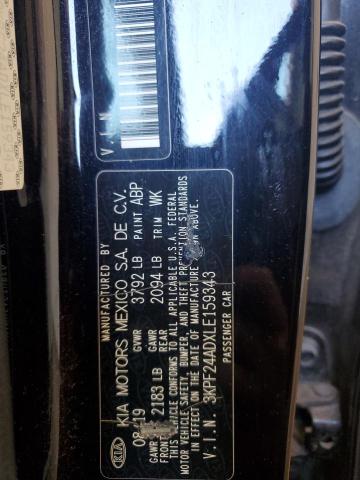 MANUFACTURED BY
KIA KIA MOTORS MEXICO S.A. DE C.V.
08 19 GVWR 3792 LB PAINT ABP
GAWR 2183 LB GAWR REAR 2094 LB TRIM WK
THIS VEHICLE CONFORMS TO ALL APPLICABLE U.S.A. FEDERAL
MOTOR VEHICLE SAFETY BUMPER, AND THEFT PREVENTION STANDARDS
IN EFFECT ON THE DATE OF MANUFACTURE ABOVE.
V.I.N. 3KPF24ADXLE159343
PASSENGER CAR
V.I.N